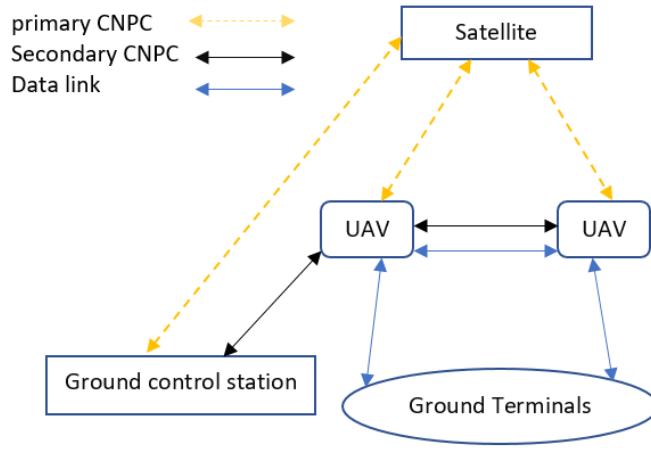 primary CNPC
Secondary CNPC
Data link
Satellite
UAV
UAV
Ground control station
Ground Terminals